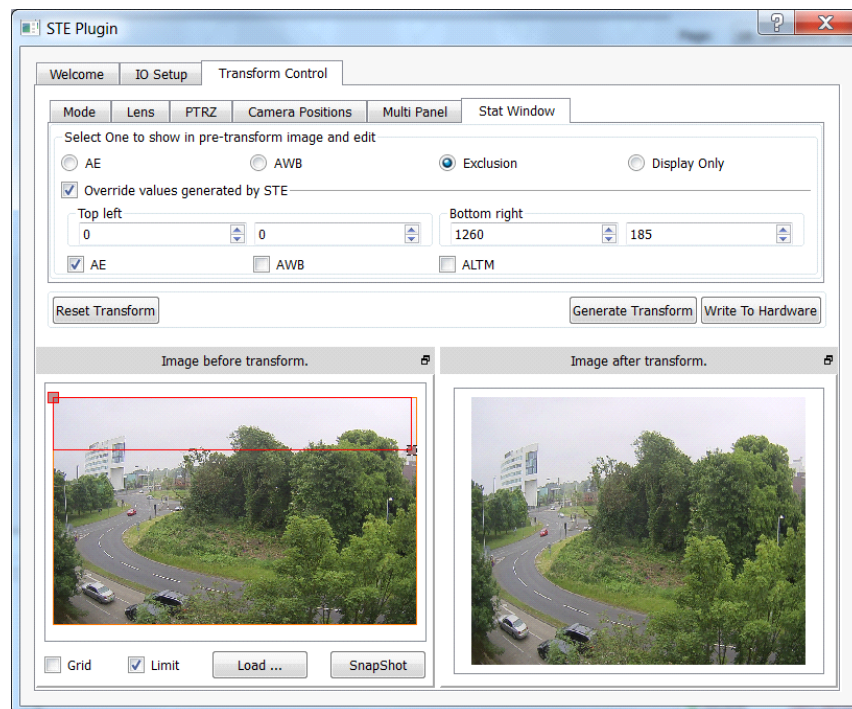 STE Plugin
Welcome IO Setup Transform Control
Mode Lens PTRZ Camera Positions Multi Panel Stat Window
Select One to show in pre-transform image and edit
AE AWB Exclusion Display Only
Override values generated by STE
Top left Bottom right
0 0 1260 185
AE AWB ALTM
Reset Transform Generate Transform Write To Hardware
Image before transform. Image after transform.
Grid Limit Load ... SnapShot